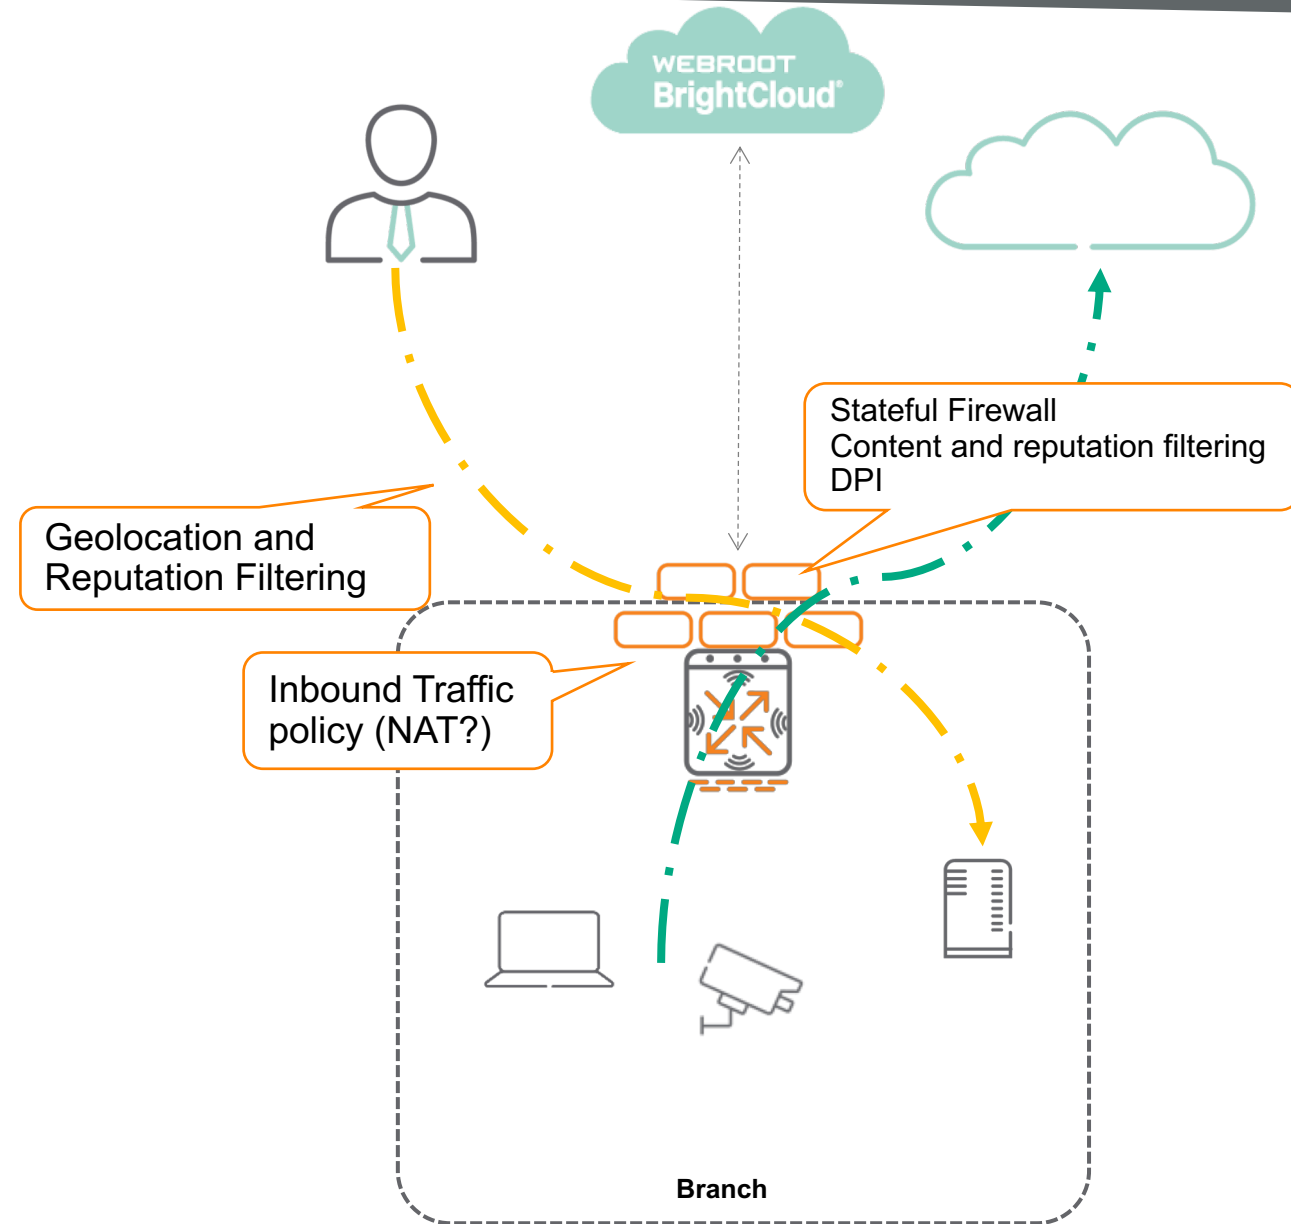 WEBROOT
BrightCloud®
Stateful Firewall
Content and reputation filtering
DPI
Geolocation and
Reputation Filtering
Inbound Traffic
policy (NAT?)
Branch